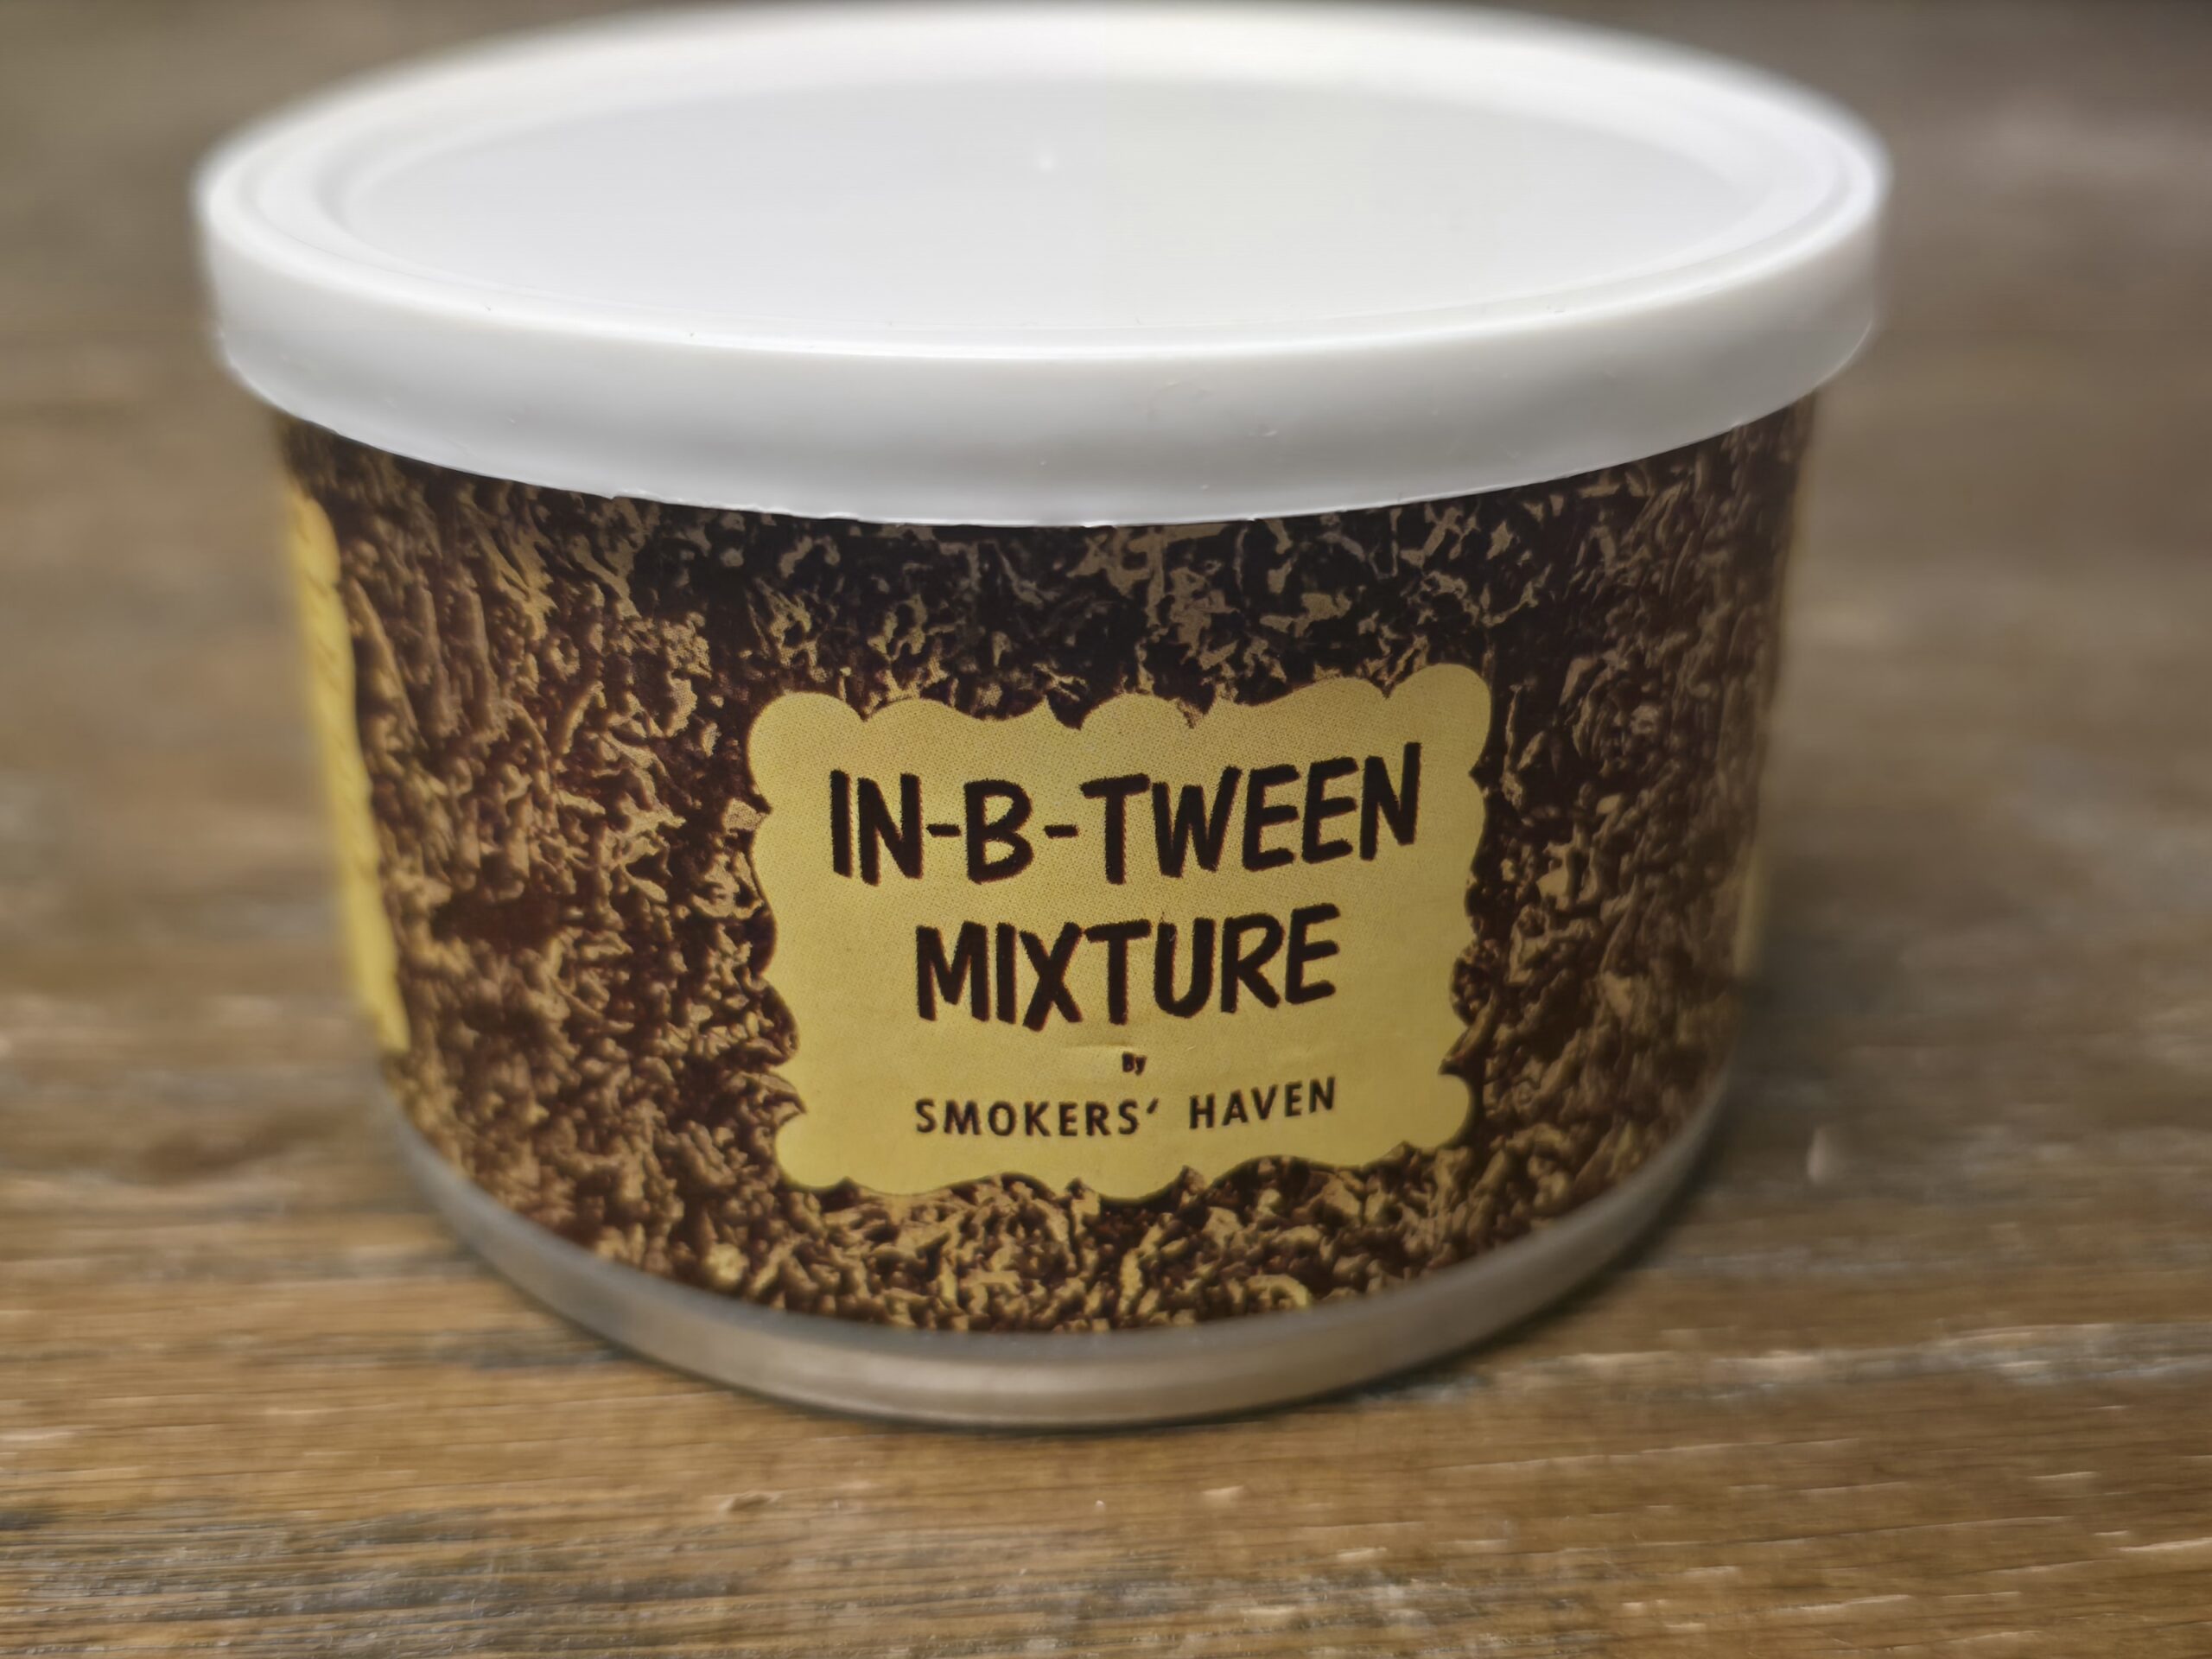 IN-B-TWEEN
MIXTURE
By
SMOKERS' HAVEN